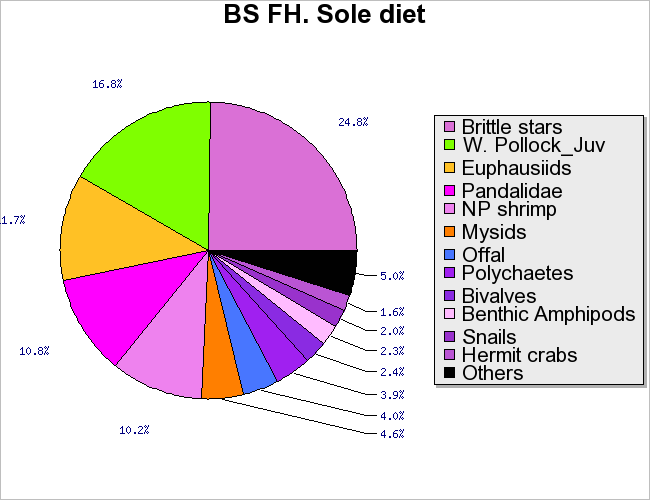 BS FH. Sole diet
16.8%
24.8%
1.7%
10.8%
10.2%
5.0%
1.6%
2.0%
2.3%
2.4%
3.9%
4.0%
4.6%
Brittle stars
W. Pollock_Juv
Euphausiids
Pandalidae
NP shrimp
Mysids
Offal
Polychaetes
Bivalves
Benthic Amphipods
Snails
Hermit crabs
Others